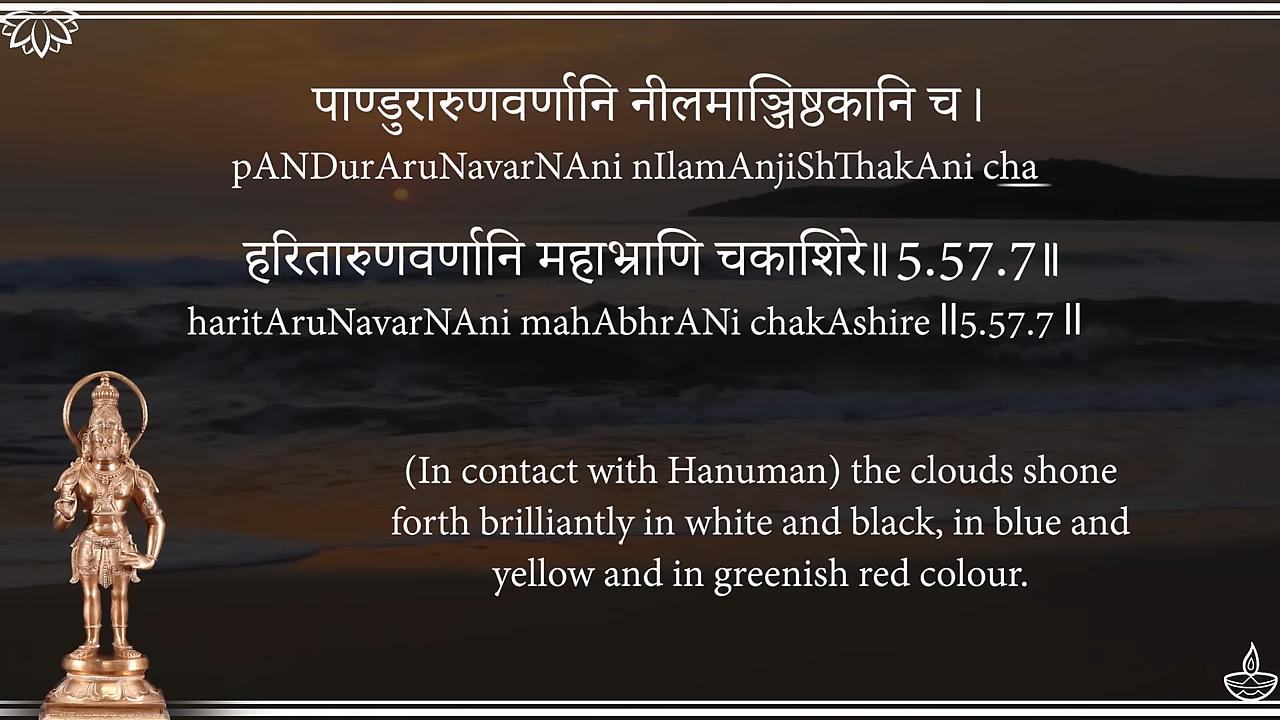 पाण्डुरारुणवर्णानि नीलमाञ्जिष्ठकानि च।
pANDurAruNavarNAni nIlamAnjiShThakAni cha
हरितारुणवर्णानि महाभ्राणि चकाशिरे॥5.57.7॥
haritAruNavarNAni mahAbhrANi chakAshire ||5.57.7 ||
(In contact with Hanuman) the clouds shone
forth brilliantly in white and black, in blue and
yellow and in greenish red colour.